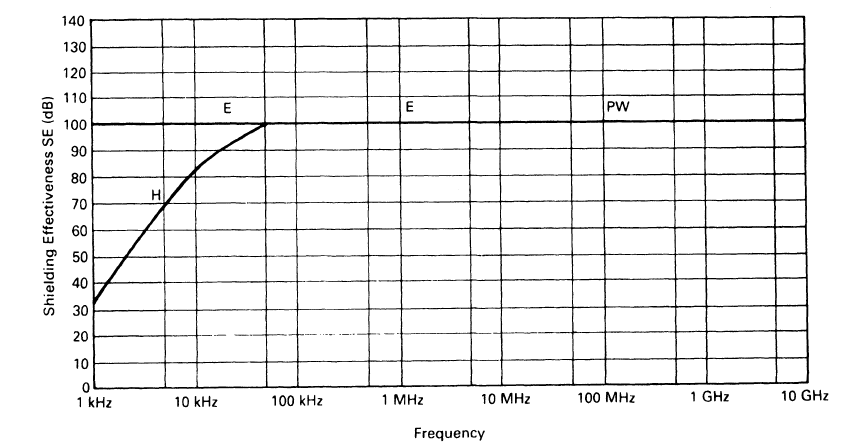 140
130
120
110
100
90
80
70
60
50
40
30
20
10
0
Shielding Effectiveness SE (dB)
E
E
PW
H
1 kHz
10 kHz
100 kHz
1 MHz
10 MHz
100 MHz
1 GHz
10 GHz
Frequency